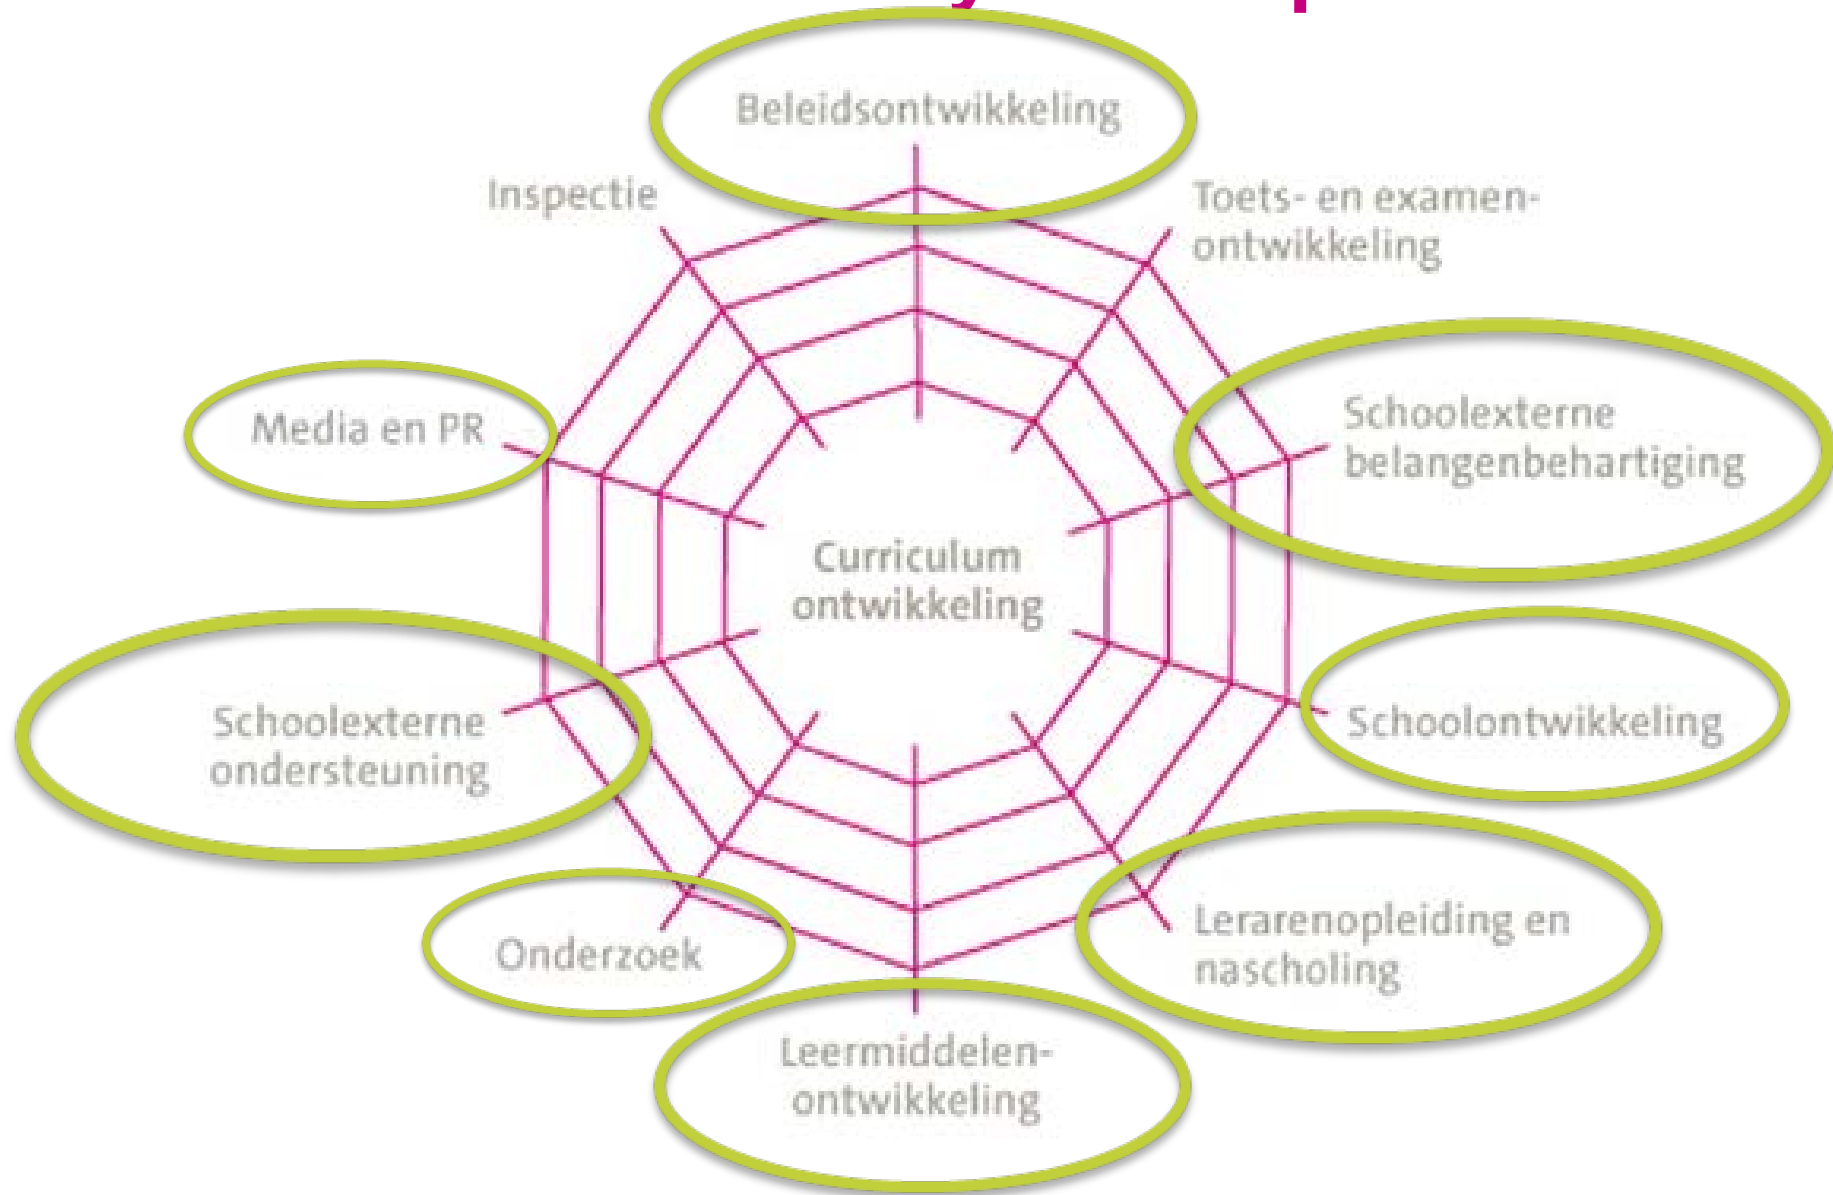 Beleidsontwikkeling
Inspectie
Toets- en examen-
ontwikkeling
Media en PR
Schoolexterne
belangenbehartiging
Curriculum
ontwikkeling
Schoolexterne
ondersteuning
Schoolontwikkeling
Onderzoek
Lerarenopleiding en
nascholing
Leermiddelen-
ontwikkeling